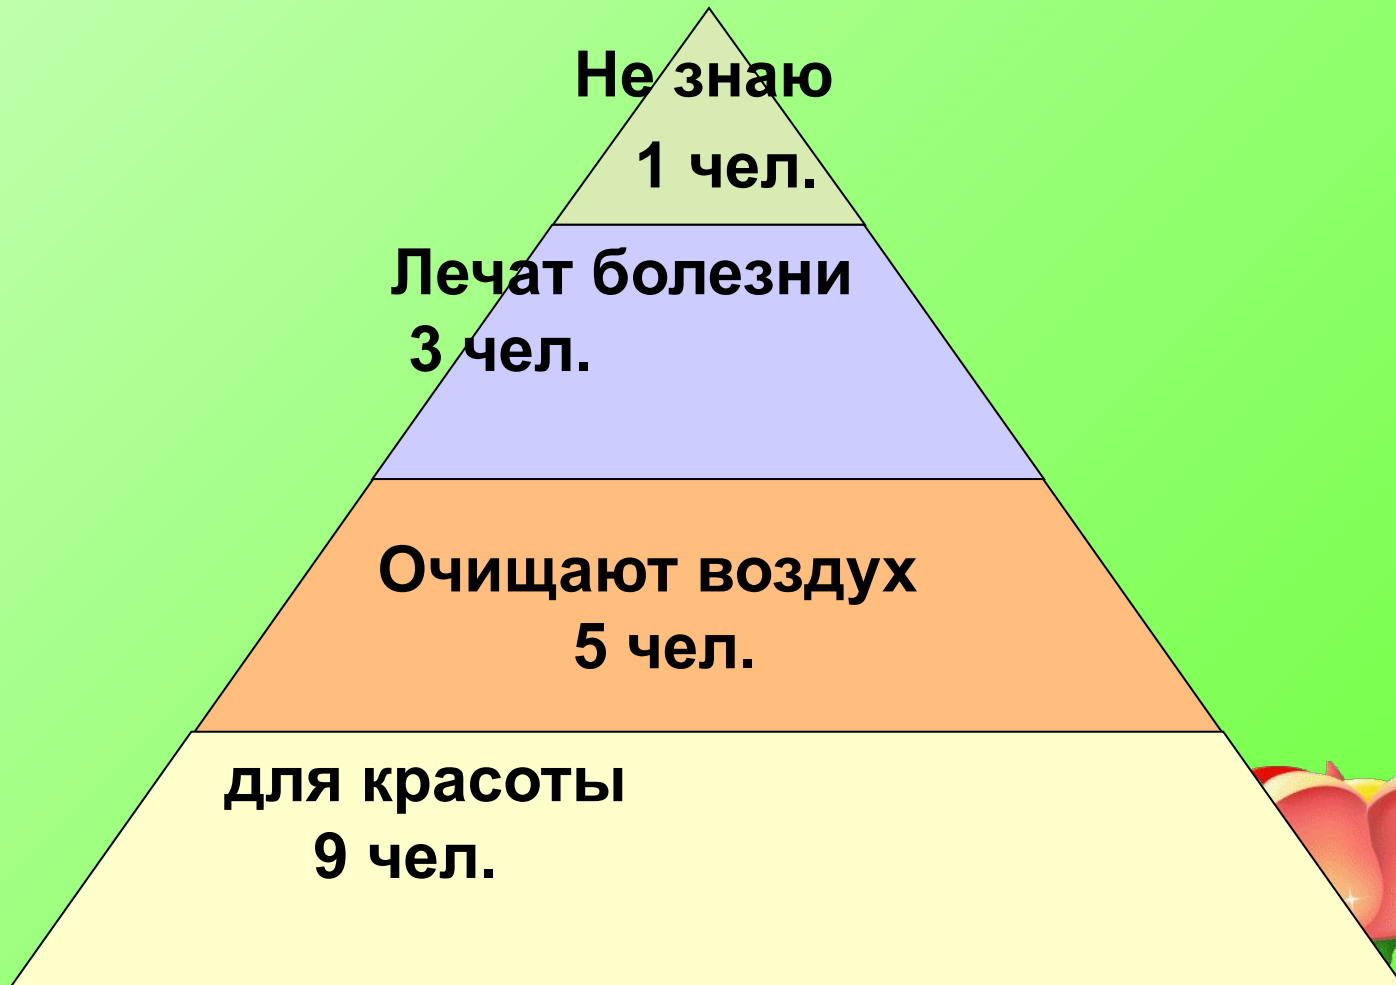 Не знаю
1 чел.
Лечат болезни
3 чел.
Очищают воздух
5 чел.
для красоты
9 чел.